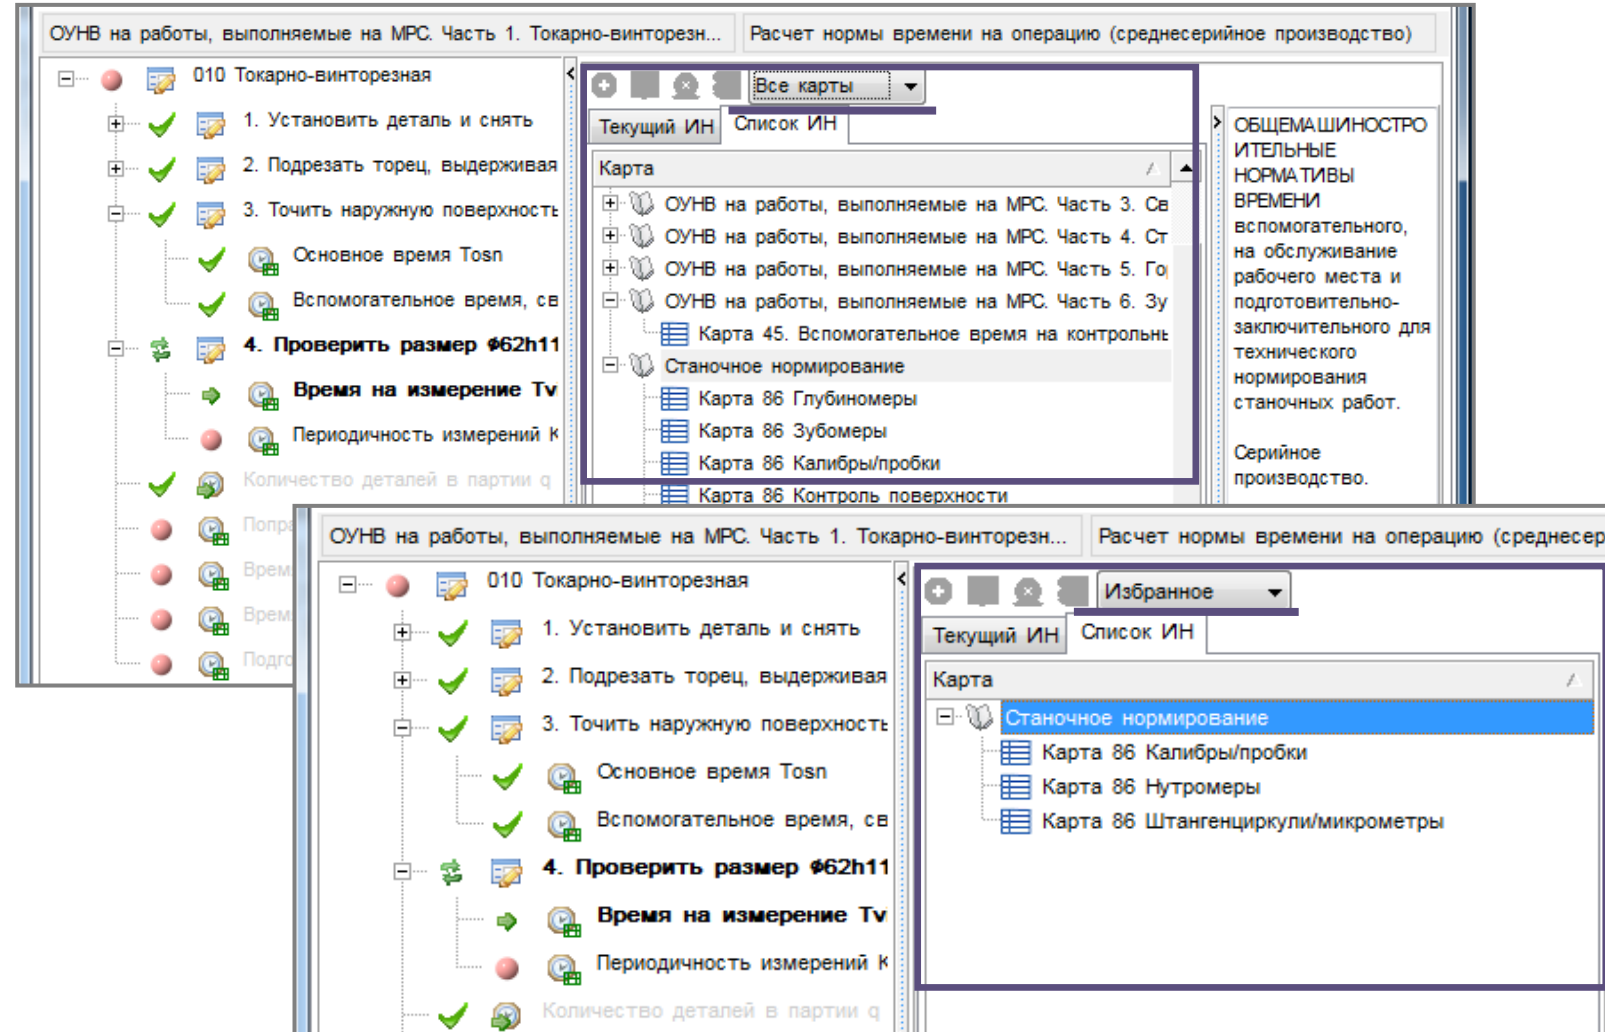 ОУНВ на работы, выполняемые на МРС. Часть 1. Токарно-винторезн...
Расчет нормы времени на операцию (среднесерийное производство)
010 Токарно-винторезная
1. Установить деталь и снять
2. Подрезать торец, выдерживая
3. Точить наружную поверхность
Основное время Tosn
Вспомогательное время, св
4. Проверить размер ⌀62h11
Время на измерение Tv
Периодичность измерений К
Количество деталей в партии q
Попра
Врем
Врем
Подго
Все карты
Текущий ИН
Список ИН
Карта
ОУНВ на работы, выполняемые на МРС. Часть 3. Св
ОУНВ на работы, выполняемые на МРС. Часть 4. Ст
ОУНВ на работы, выполняемые на МРС. Часть 5. Го
ОУНВ на работы, выполняемые на МРС. Часть 6. Зу
Карта 45. Вспомогательное время на контрольны
Станочное нормирование
Карта 86 Глубиномеры
Карта 86 Зубомеры
Карта 86 Калибры/пробки
Карта 86 Контроль поверхности
ОБЩЕМАШИНОСТРО
ИТЕЛЬНЫЕ
НОРМАТИВЫ
ВРЕМЕНИ
вспомогательного,
на обслуживание
рабочего места и
подготовительно-
заключительного для
технического
нормирования
станочных работ.
Серийное
производство.
ОУНВ на работы, выполняемые на МРС. Часть 1. Токарно-винторезн...
Расчет нормы времени на операцию (среднесер
010 Токарно-винторезная
1. Установить деталь и снять
2. Подрезать торец, выдерживая
3. Точить наружную поверхность
Основное время Tosn
Вспомогательное время, св
4. Проверить размер ⌀62h11
Время на измерение Tv
Периодичность измерений К
Количество деталей в партии q
Избранное
Текущий ИН
Список ИН
Карта
Станочное нормирование
Карта 86 Калибры/пробки
Карта 86 Нутромеры
Карта 86 Штангенциркули/микрометры